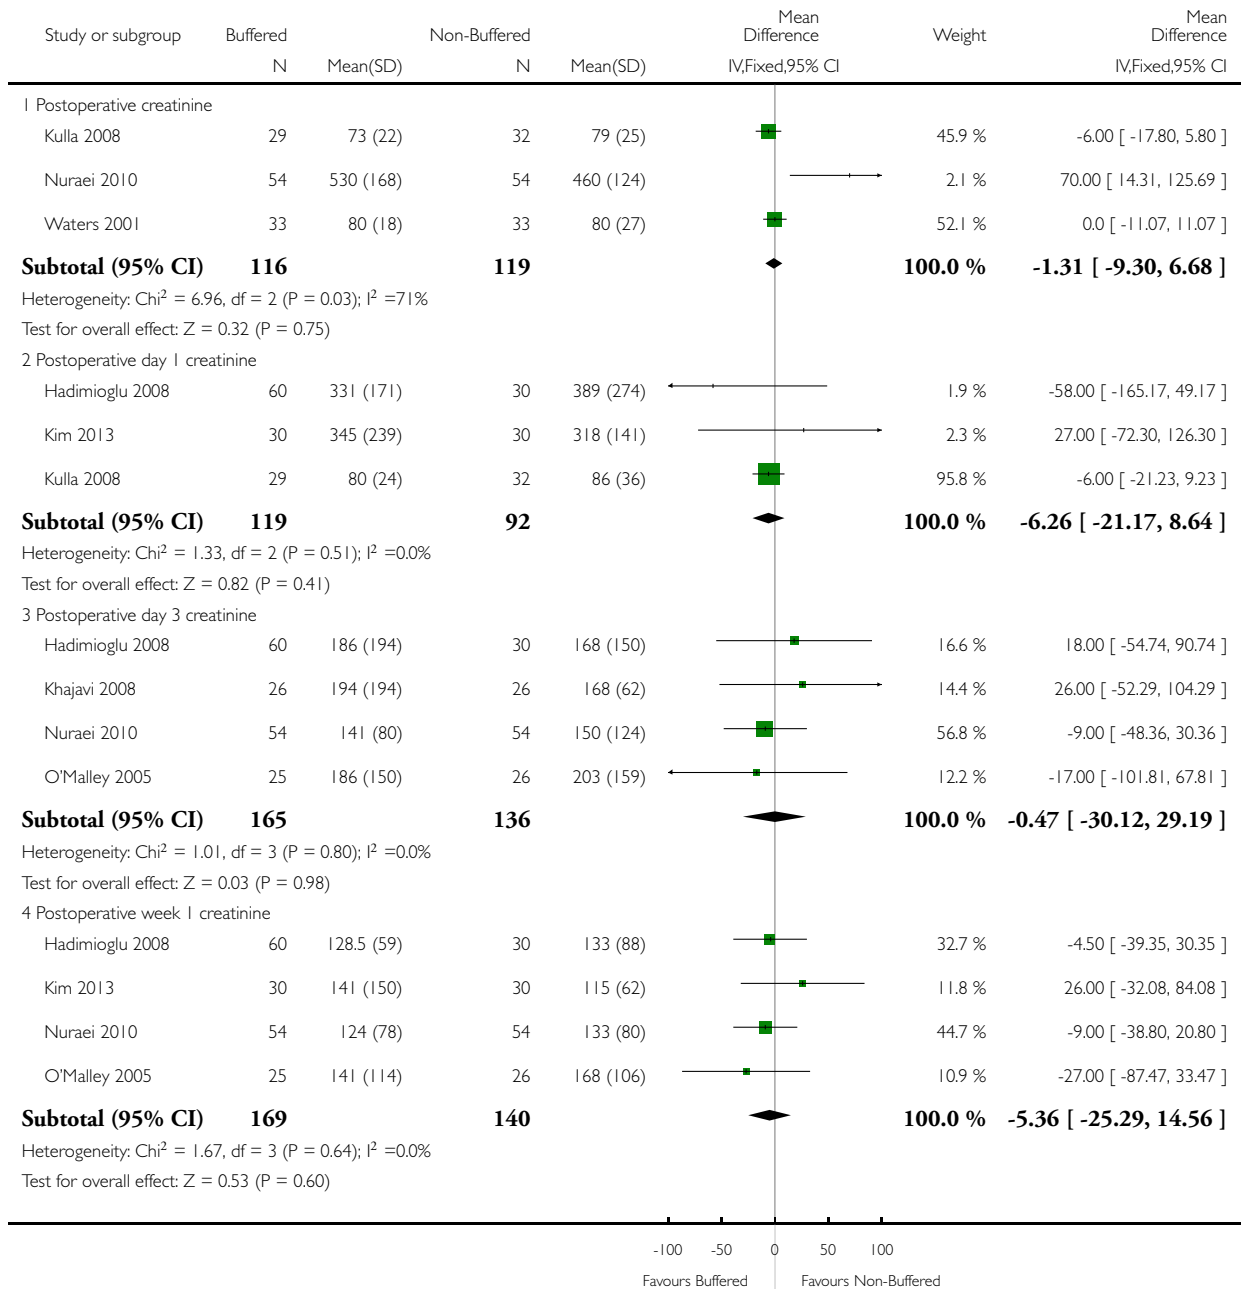 Mean Mean
Study or subgroup Buffered Non-Buffered Difference Weight Difference
N Mean(SD) N Mean(SD) IV,Fixed,95% CI IV,Fixed,95% CI
1 Postoperative creatinine
Kulla 2008 29 73 (22) 32 79 (25) 45.9 % -6.00 [ -17.80, 5.80 ]
Nuraei 2010 54 530 (168) 54 460 (124) 2.1 % 70.00 [ 14.31, 125.69 ]
Waters 2001 33 80 (18) 33 80 (27) 52.1 % 0.0 [ -11.07, 11.07 ]
Subtotal (95% CI) 116 119 100.0 % -1.31 [ -9.30, 6.68 ]
Heterogeneity: Chi² = 6.96, df = 2 (P = 0.03); I² =71%
Test for overall effect: Z = 0.32 (P = 0.75)
2 Postoperative day 1 creatinine
Hadimioglu 2008 60 331 (171) 30 389 (274) 1.9 % -58.00 [ -165.17, 49.17 ]
Kim 2013 30 345 (239) 30 318 (141) 2.3 % 27.00 [ -72.30, 126.30 ]
Kulla 2008 29 80 (24) 32 86 (36) 95.8 % -6.00 [ -21.23, 9.23 ]
Subtotal (95% CI) 119 92 100.0 % -6.26 [ -21.17, 8.64 ]
Heterogeneity: Chi² = 1.33, df = 2 (P = 0.51); I² =0.0%
Test for overall effect: Z = 0.82 (P = 0.41)
3 Postoperative day 3 creatinine
Hadimioglu 2008 60 186 (194) 30 168 (150) 16.6 % 18.00 [ -54.74, 90.74 ]
Khajavi 2008 26 194 (194) 26 168 (62) 14.4 % 26.00 [ -52.29, 104.29 ]
Nuraei 2010 54 141 (80) 54 150 (124) 56.8 % -9.00 [ -48.36, 30.36 ]
O'Malley 2005 25 186 (150) 26 203 (159) 12.2 % -17.00 [ -101.81, 67.81 ]
Subtotal (95% CI) 165 136 100.0 % -0.47 [ -30.12, 29.19 ]
Heterogeneity: Chi² = 1.01, df = 3 (P = 0.80); I² =0.0%
Test for overall effect: Z = 0.03 (P = 0.98)
4 Postoperative week 1 creatinine
Hadimioglu 2008 60 128.5 (59) 30 133 (88) 32.7 % -4.50 [ -39.35, 30.35 ]
Kim 2013 30 141 (150) 30 115 (62) 11.8 % 26.00 [ -32.08, 84.08 ]
Nuraei 2010 54 124 (78) 54 133 (80) 44.7 % -9.00 [ -38.80, 20.80 ]
O'Malley 2005 25 141 (114) 26 168 (106) 10.9 % -27.00 [ -87.47, 33.47 ]
Subtotal (95% CI) 169 140 100.0 % -5.36 [ -25.29, 14.56 ]
Heterogeneity: Chi² = 1.67, df = 3 (P = 0.64); I² =0.0%
Test for overall effect: Z = 0.53 (P = 0.60)
-100 -50 0 50 100
Favours Buffered Favours Non-Buffered